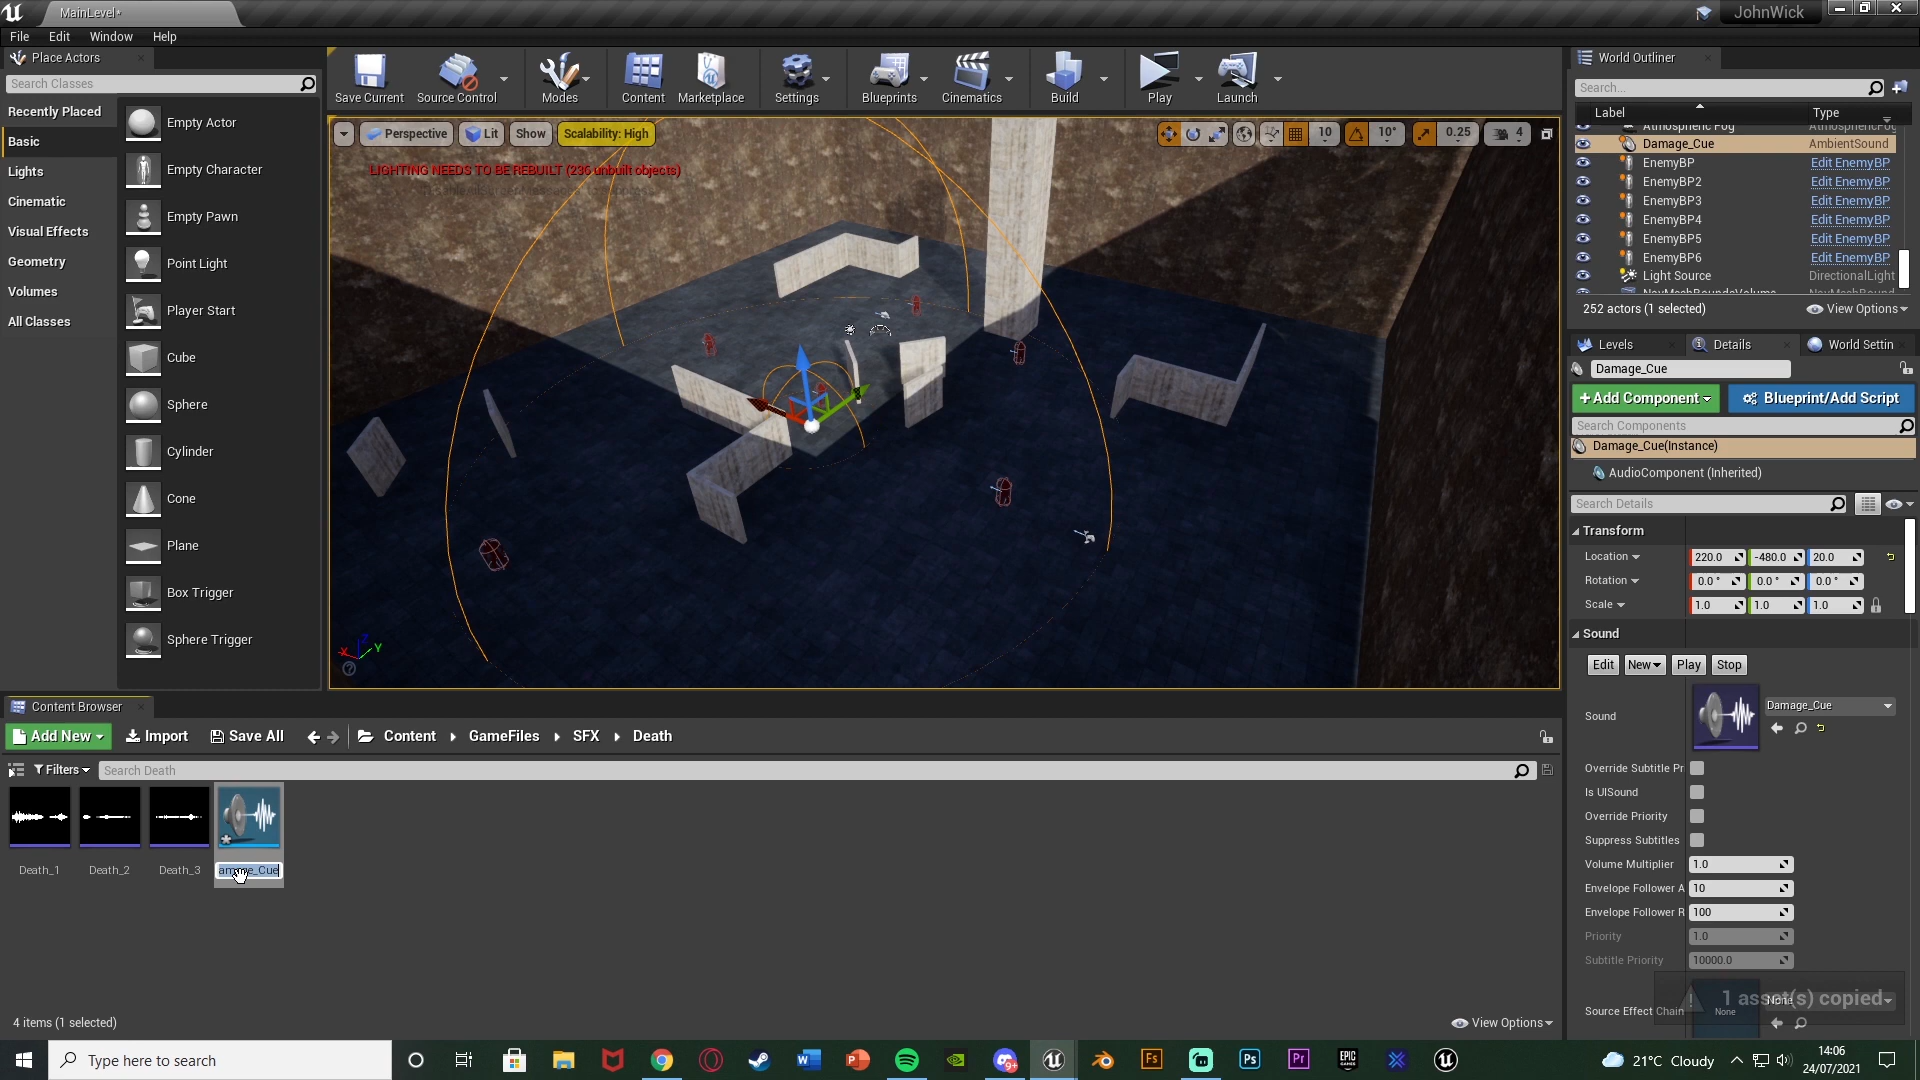 MainLevel*
JohnWick
File Edit Window Help
Place Actors
Search Classes
Recently Placed
Basic
Lights
Cinematic
Visual Effects
Geometry
Volumes
All Classes
Empty Actor
Empty Character
Empty Pawn
Point Light
Player Start
Cube
Sphere
Cylinder
Cone
Plane
Box Trigger
Sphere Trigger
Save Current Source Control Modes Content Marketplace Settings Blueprints Cinematics Build Play Launch
Perspective Lit Show Scalability: High 10 10° 0.25 4
LIGHTING NEEDS TO BE REBUILT (236 unbuilt objects)
X Z Y
World Outliner
Search...
Label Type
Atmospheric Fog AtmosphericFog
Damage_Cue AmbientSound
EnemyBP Edit EnemyBP
EnemyBP2 Edit EnemyBP
EnemyBP3 Edit EnemyBP
EnemyBP4 Edit EnemyBP
EnemyBP5 Edit EnemyBP
EnemyBP6 Edit EnemyBP
Light Source DirectionalLight
252 actors (1 selected) View Options
Levels Details World Settin
Damage_Cue
+Add Component Blueprint/Add Script
Search Components
Damage_Cue(Instance)
AudioComponent (Inherited)
Search Details
Transform
Location 220.0 -480.0 20.0
Rotation 0.0 ° 0.0 ° 0.0 °
Scale 1.0 1.0 1.0
Sound
Edit New Play Stop
Sound Damage_Cue
Override Subtitle Pr
Is UISound
Override Priority
Suppress Subtitles
Volume Multiplier 1.0
Envelope Follower A 10
Envelope Follower R 100
Priority 1.0
Subtitle Priority 10000.0
Source Effect Chain None None
1 asset(s) copied
Content Browser
Add New Import Save All Content GameFiles SFX Death
Filters Search Death
Death_1 Death_2 Death_3
4 items (1 selected) View Options
Type here to search
21°C Cloudy
14:06
24/07/2021